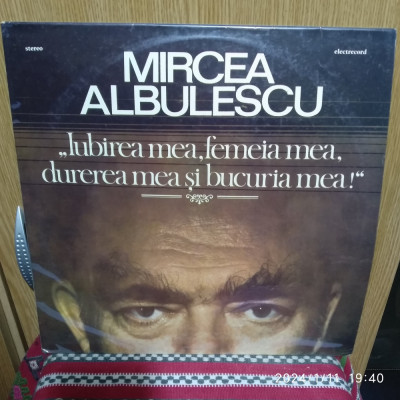 stereo
electrecord
MIRCEA
ALBULESCU
„Iubirea mea, femeia mea,
durerea mea și bucuria mea!“
2024/1/11 19:40